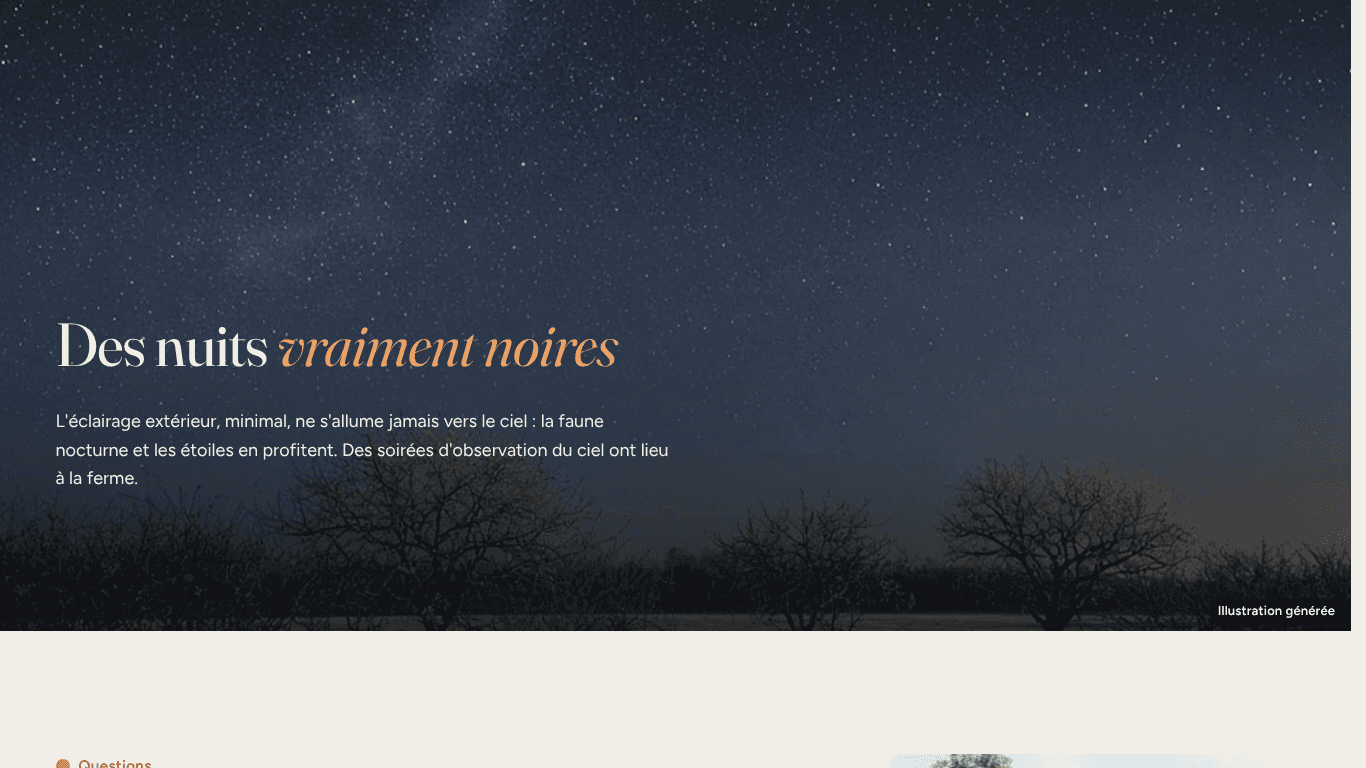 Des nuits vraiment noires
L'éclairage extérieur, minimal, ne s'allume jamais vers le ciel : la faune
nocturne et les étoiles en profitent. Des soirées d'observation du ciel ont lieu
à la ferme.
Illustration générée
Questions